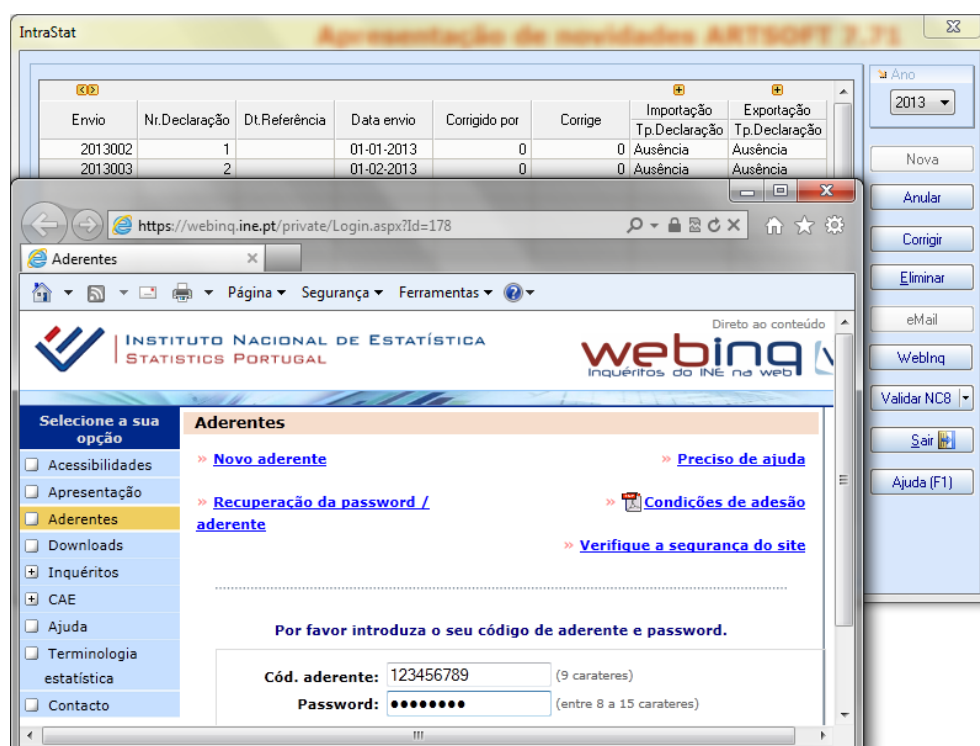 IntraStat
Apresentação de novidades ARTSOFT 7.71
Envio Nr.Declaração Dt.Referência Data envio Corrigido por Corrige Importação Exportação
Tp.Declaração Tp.Declaração
2013002 1 01-01-2013 0 0 Ausência Ausência
2013003 2 01-02-2013 0 0 Ausência Ausência
Ano
2013
Nova
Anular
Corrigir
Eliminar
eMail
WebInq
Validar NC8
Sair
Ajuda (F1)
https://webinq.ine.pt/private/Login.aspx?Id=178
Aderentes
Página Segurança Ferramentas
INSTITUTO NACIONAL DE ESTATÍSTICA
STATISTICS PORTUGAL
Direto ao conteúdo
webinq
Inquéritos do INE na web
Selecione a sua
opção
Acessibilidades
Apresentação
Aderentes
Downloads
Inquéritos
CAE
Ajuda
Terminologia
estatística
Contacto
Aderentes
» Novo aderente
» Preciso de ajuda
» Recuperação da password /
aderente
» Condições de adesão
» Verifique a segurança do site
Por favor introduza o seu código de aderente e password.
Cód. aderente: 123456789 (9 carateres)
Password: ●●●●●●●● (entre 8 a 15 carateres)